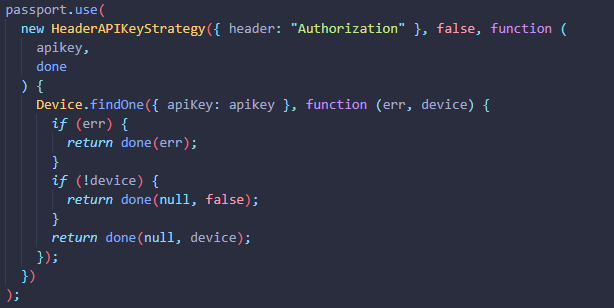 passport.use(
  new HeaderAPIKeyStrategy({ header: "Authorization" }, false, function (
    apikey,
    done
  ) {
    Device.findOne({ apiKey: apikey }, function (err, device) {
      if (err) {
        return done(err);
      }
      if (!device) {
        return done(null, false);
      }
      return done(null, device);
    });
  })
);